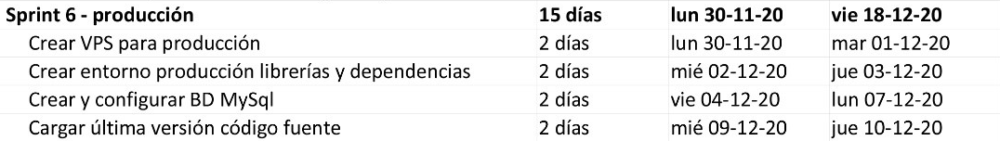 Sprint 6 - producción 15 días lun 30-11-20 vie 18-12-20
Crear VPS para producción 2 días lun 30-11-20 mar 01-12-20
Crear entorno producción librerías y dependencias 2 días mié 02-12-20 jue 03-12-20
Crear y configurar BD MySql 2 días vie 04-12-20 lun 07-12-20
Cargar última versión código fuente 2 días mié 09-12-20 jue 10-12-20